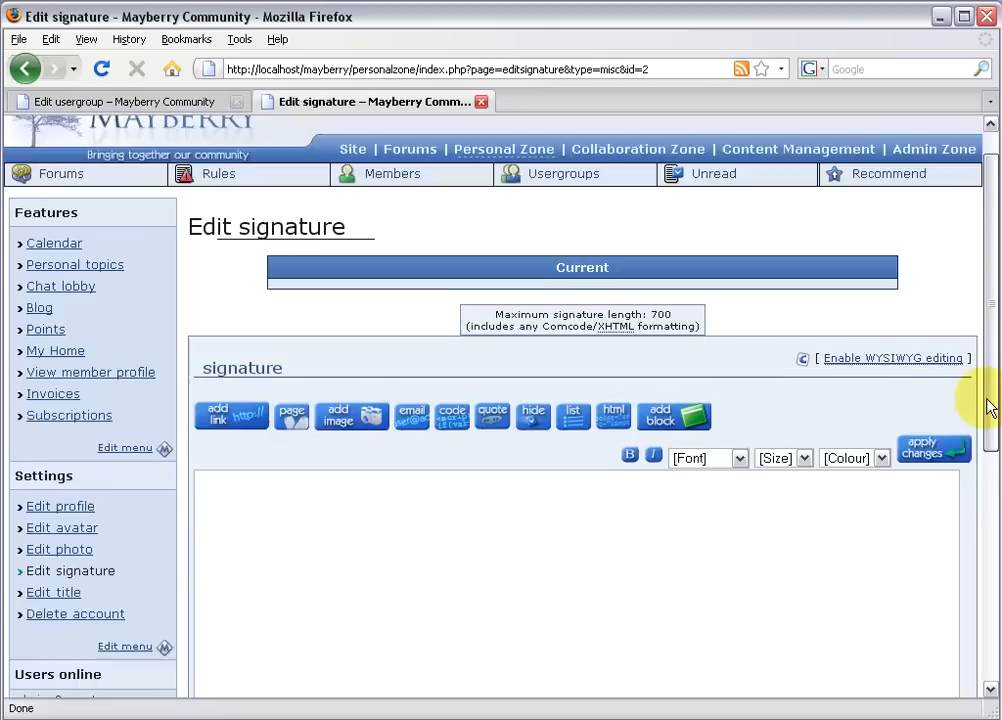 Edit signature - Mayberry Community - Mozilla Firefox
File Edit View History Bookmarks Tools Help
http://localhost/mayberry/personalzone/index.php?page=editsignature&type=misc&id=2
Google
Edit usergroup — Mayberry Community
Edit signature — Mayberry Comm...
MAYBERRY
Bringing together our community
Site | Forums | Personal Zone | Collaboration Zone | Content Management | Admin Zone
Forums Rules Members Usergroups Unread Recommend
Features
Calendar
Personal topics
Chat lobby
Blog
Points
My Home
View member profile
Invoices
Subscriptions
Edit menu
Settings
Edit profile
Edit avatar
Edit photo
Edit signature
Edit title
Delete account
Edit menu
Users online
Edit signature
Current
Maximum signature length: 700
(includes any Comcode/XHTML formatting)
signature
[ Enable WYSIWYG editing ]
add link http://
page
add image
email
code
quote
hide
list
html
add block
B I [Font] [Size] [Colour]
apply changes
Done